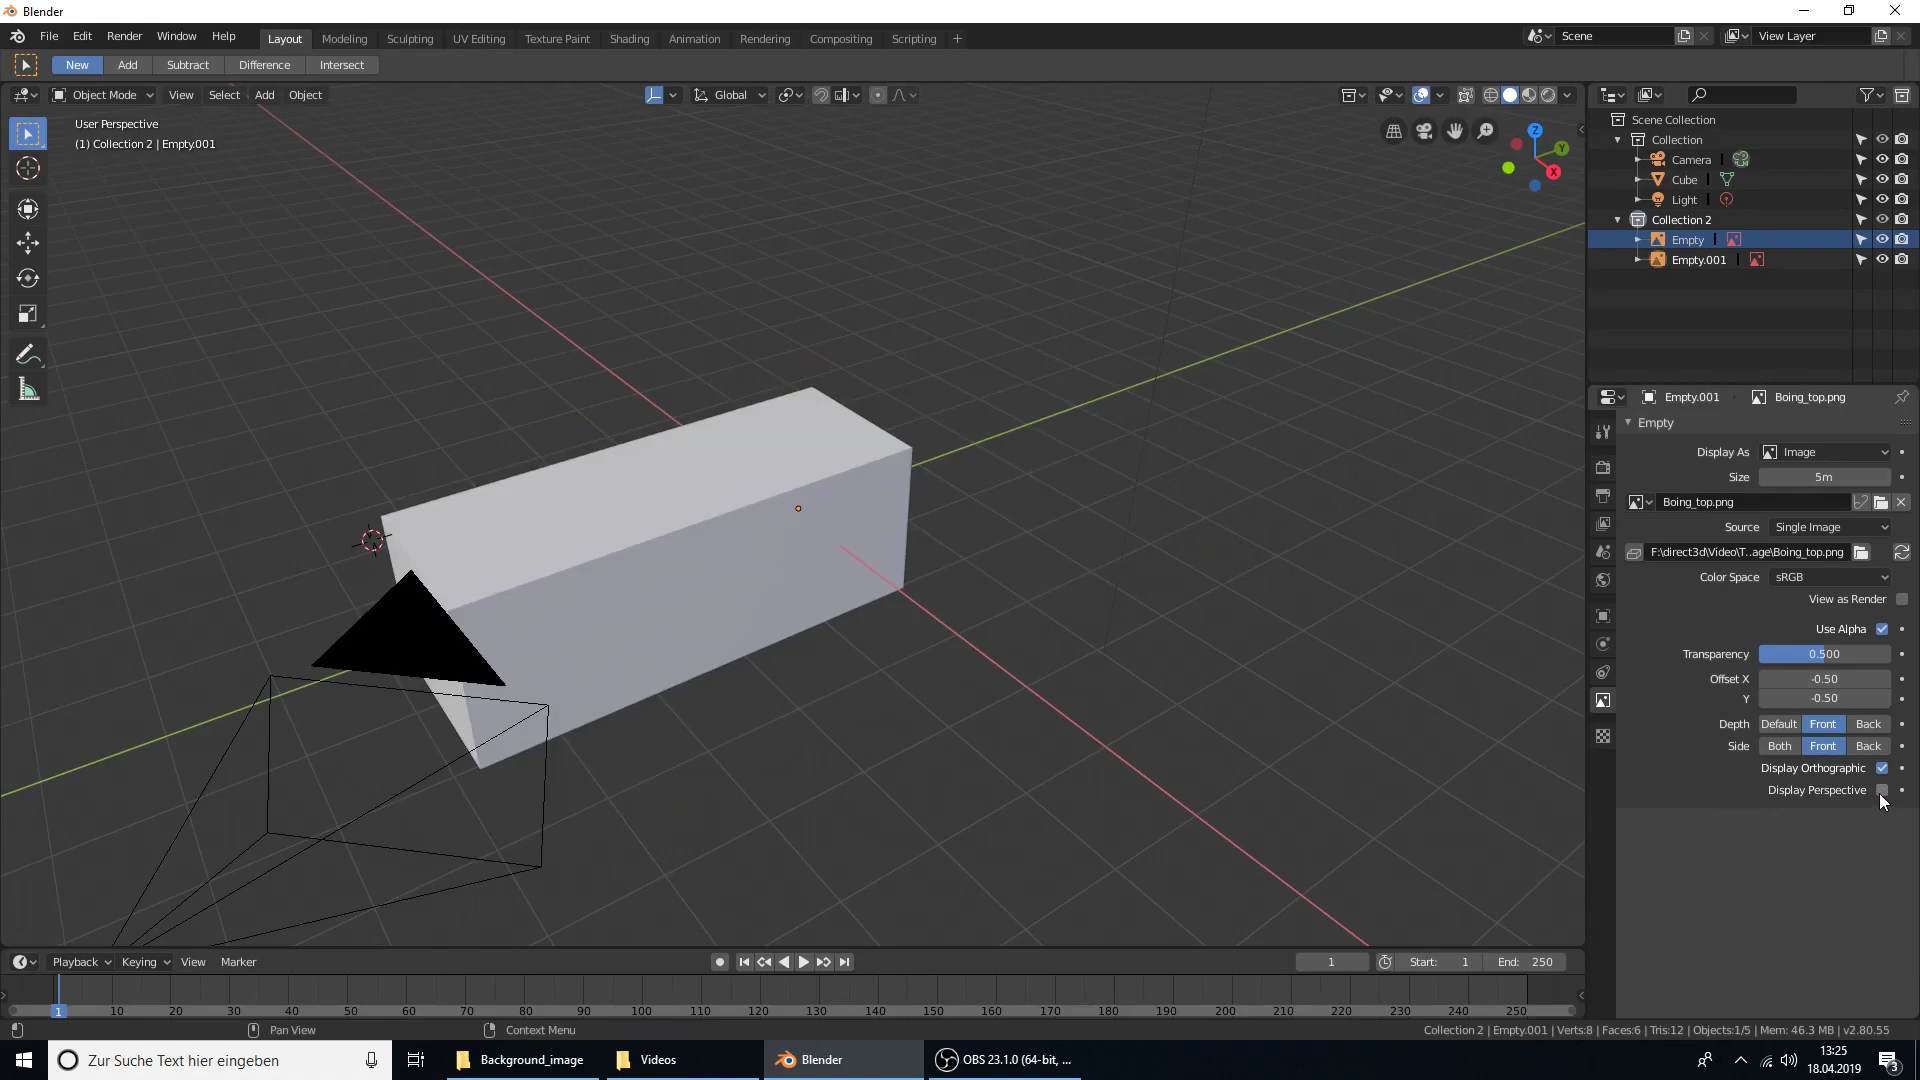 Blender
File Edit Render Window Help Layout Modeling Sculpting UV Editing Texture Paint Shading Animation Rendering Compositing Scripting + Scene View Layer
New Add Subtract Difference Intersect
Object Mode View Select Add Object Global
User Perspective
(1) Collection 2 | Empty.001
Z
Y
X
Scene Collection
Collection
Camera
Cube
Light
Collection 2
Empty
Empty.001
Empty.001 Boing_top.png
Empty
Display As Image
Size 5m
Boing_top.png
Source Single Image
F:\direct3d\Video\T..age\Boing_top.png
Color Space sRGB
View as Render
Use Alpha
Transparency 0.500
Offset X -0.50
Y -0.50
Depth Default Front Back
Side Both Front Back
Display Orthographic
Display Perspective
Playback Keying View Marker 1 Start: 1 End: 250
1 10 20 30 40 50 60 70 80 90 100 110 120 130 140 150 160 170 180 190 200 210 220 230 240 250
Pan View Context Menu Collection 2 | Empty.001 | Verts:8 | Faces:6 | Tris:12 | Objects:1/5 | Mem: 46.3 MB | v2.80.55
Zur Suche Text hier eingeben Background_image Videos Blender OBS 23.1.0 (64-bit, ... 13:25
18.04.2019 3